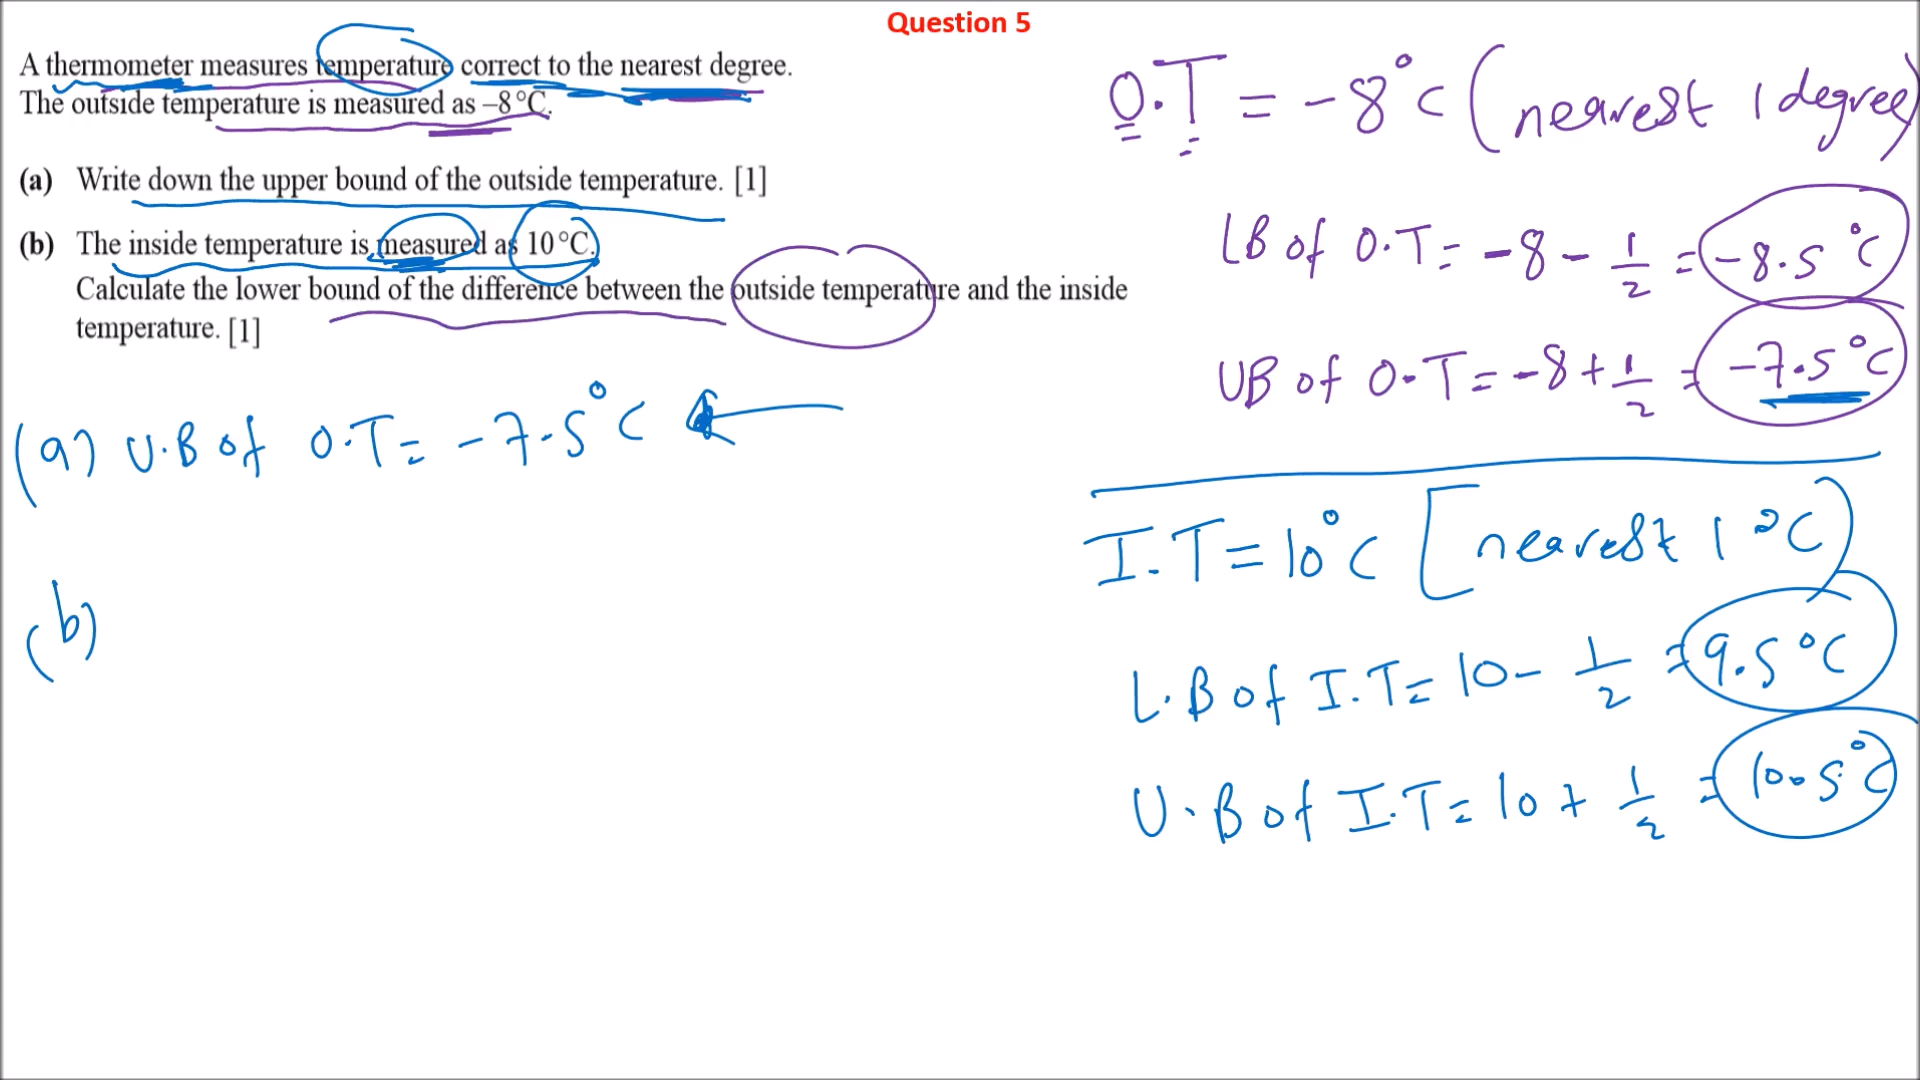 Question 5
A thermometer measures temperature correct to the nearest degree.
The outside temperature is measured as –8 °C.
(a) Write down the upper bound of the outside temperature. [1]
(b) The inside temperature is measured as 10 °C.
Calculate the lower bound of the difference between the outside temperature and the inside
temperature. [1]
(a) U.B of O.T = -7.5°C
(b)
O.T = -8°C (nearest 1 degree)
LB of O.T = -8 - 1/2 = -8.5°C
UB of O.T = -8 + 1/2 = -7.5°C
I.T = 10°C [nearest 1°C)
L.B of I.T = 10 - 1/2 = 9.5°C
U.B of I.T = 10 + 1/2 = 10.5°C